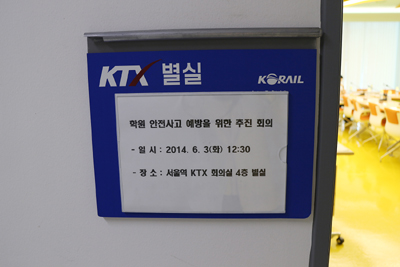 KTX 별실
KORAIL
학원 안전사고 예방을 위한 추진 회의
- 일 시 : 2014. 6. 3(화) 12:30
- 장 소 : 서울역 KTX 회의실 4층 별실